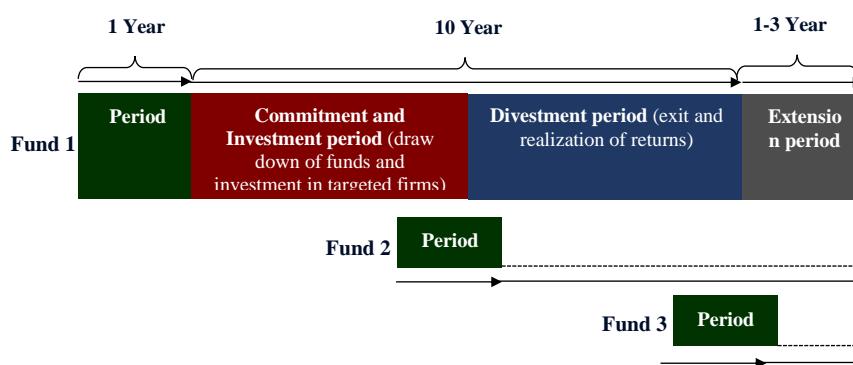 1 Year
10 Year
1-3 Year
Fund 1
Period
Commitment and
Investment period (draw
down of funds and
investment in targeted firms)
Divestment period (exit and
realization of returns)
Extensio
n period
Fund 2
Period
Fund 3
Period